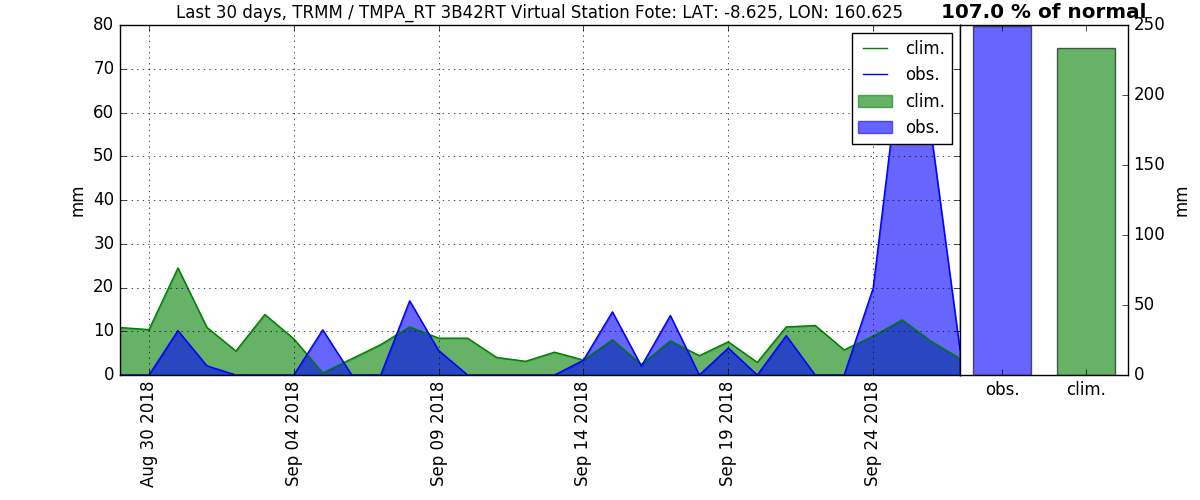 Last 30 days, TRMM / TMPA_RT 3B42RT Virtual Station Fote: LAT: -8.625, LON: 160.625
107.0 % of normal
80
70
60
50
40
30
20
10
0
mm
clim.
obs.
clim.
obs.
250
200
150
100
50
0
mm
obs.
clim.
Aug 30 2018
Sep 04 2018
Sep 09 2018
Sep 14 2018
Sep 19 2018
Sep 24 2018